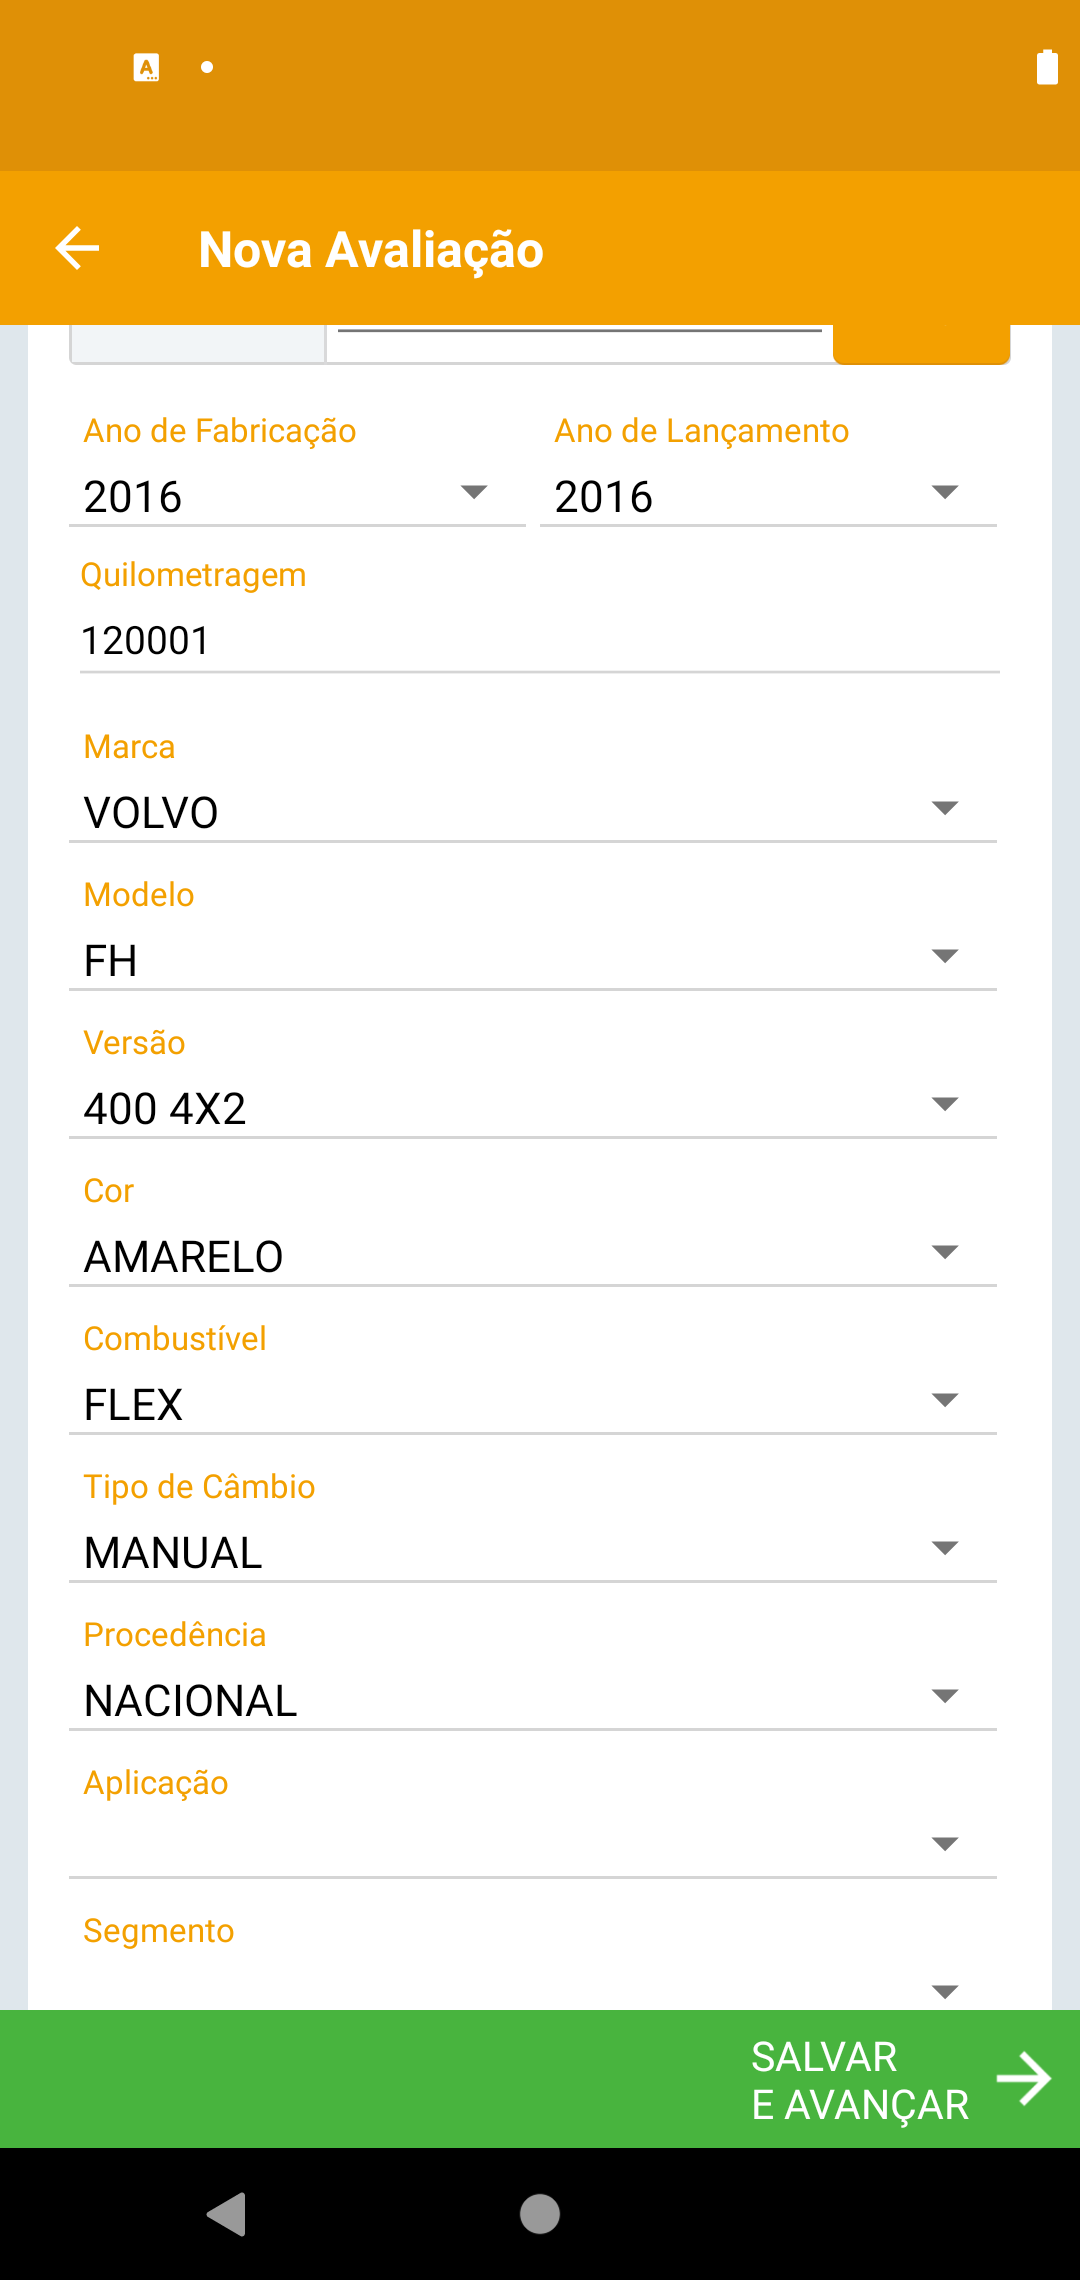 Nova Avaliação
Ano de Fabricação
Ano de Lançamento
2016
2016
Quilometragem
120001
Marca
VOLVO
Modelo
FH
Versão
400 4X2
Cor
AMARELO
Combustível
FLEX
Tipo de Câmbio
MANUAL
Procedência
NACIONAL
Aplicação
Segmento
SALVAR
E AVANÇAR